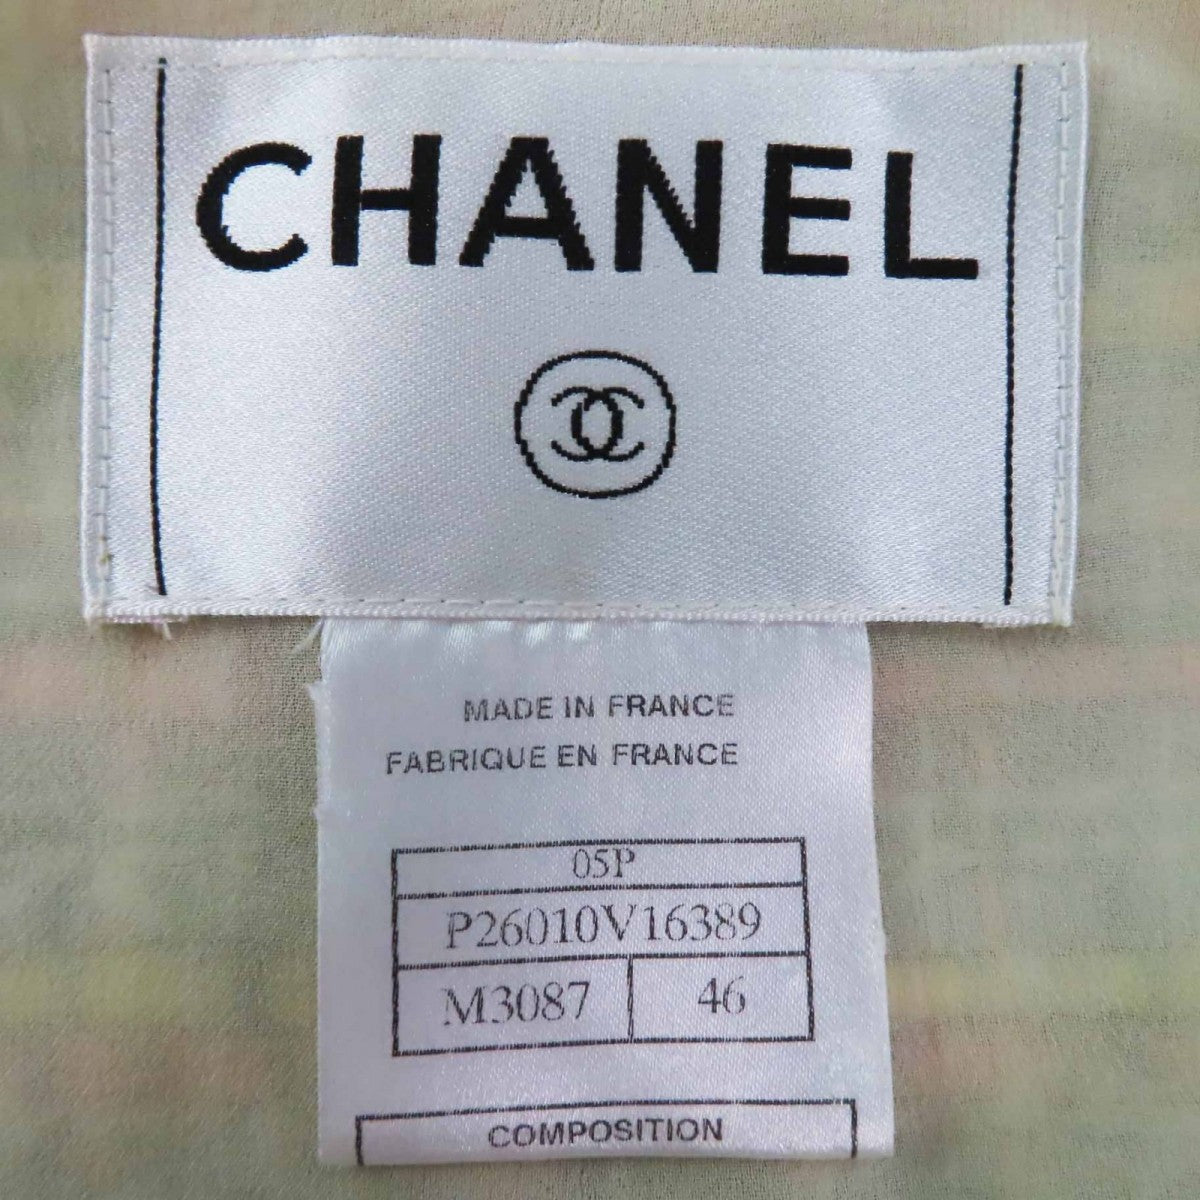 CHANEL
MADE IN FRANCE
FABRIQUE EN FRANCE
05P
P26010V16389
M3087 46
COMPOSITION